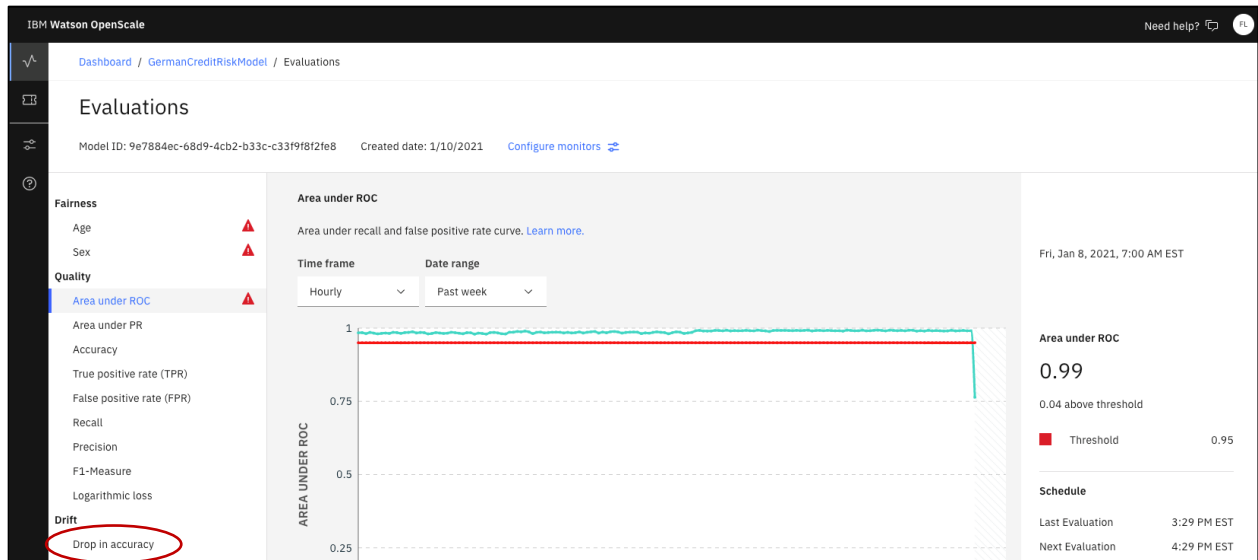 IBM Watson OpenScale
Need help?
FL
Dashboard / GermanCreditRiskModel / Evaluations
Evaluations
Model ID: 9e7884ec-68d9-4cb2-b33c-c33f9f8f2fe8 Created date: 1/10/2021 Configure monitors
Fairness
Age
Sex
Quality
Area under ROC
Area under PR
Accuracy
True positive rate (TPR)
False positive rate (FPR)
Recall
Precision
F1-Measure
Logarithmic loss
Drift
Drop in accuracy
Area under ROC
Area under recall and false positive rate curve. Learn more.
Time frame Date range
Hourly Past week
AREA UNDER ROC
1
0.75
0.5
0.25
Fri, Jan 8, 2021, 7:00 AM EST
Area under ROC
0.99
0.04 above threshold
Threshold 0.95
Schedule
Last Evaluation 3:29 PM EST
Next Evaluation 4:29 PM EST